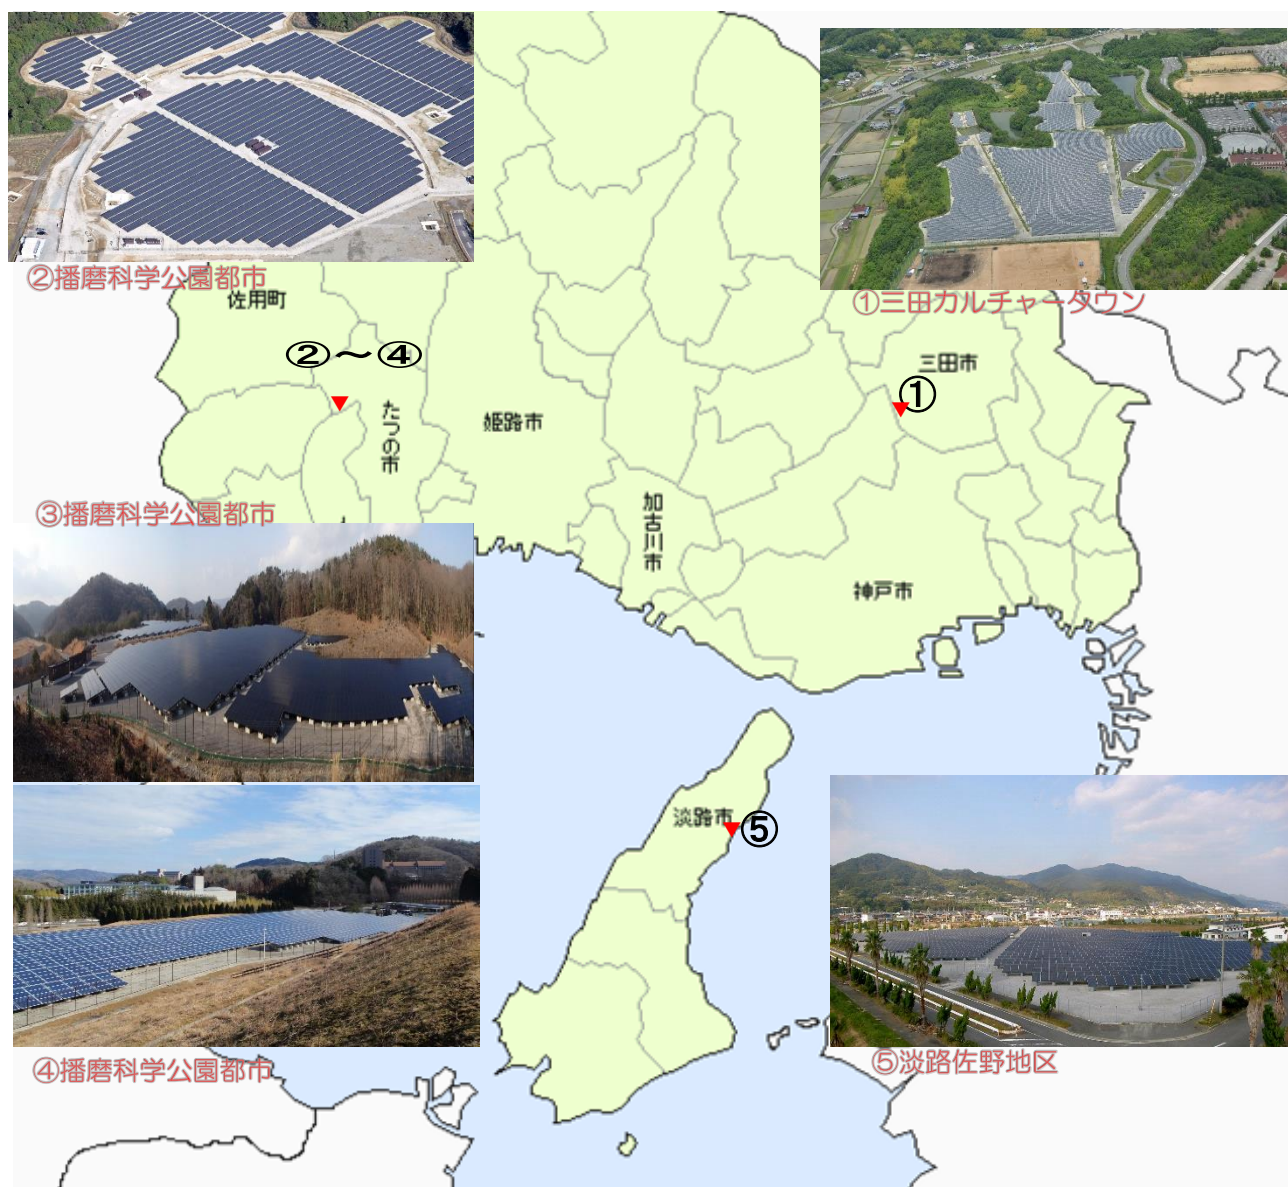 ②播磨科学公園都市
①三田カルチャータウン
佐用町
②～④
三田市
①
たつの市
姫路市
加古川市
③播磨科学公園都市
神戸市
淡路市
⑤
④播磨科学公園都市
⑤淡路佐野地区